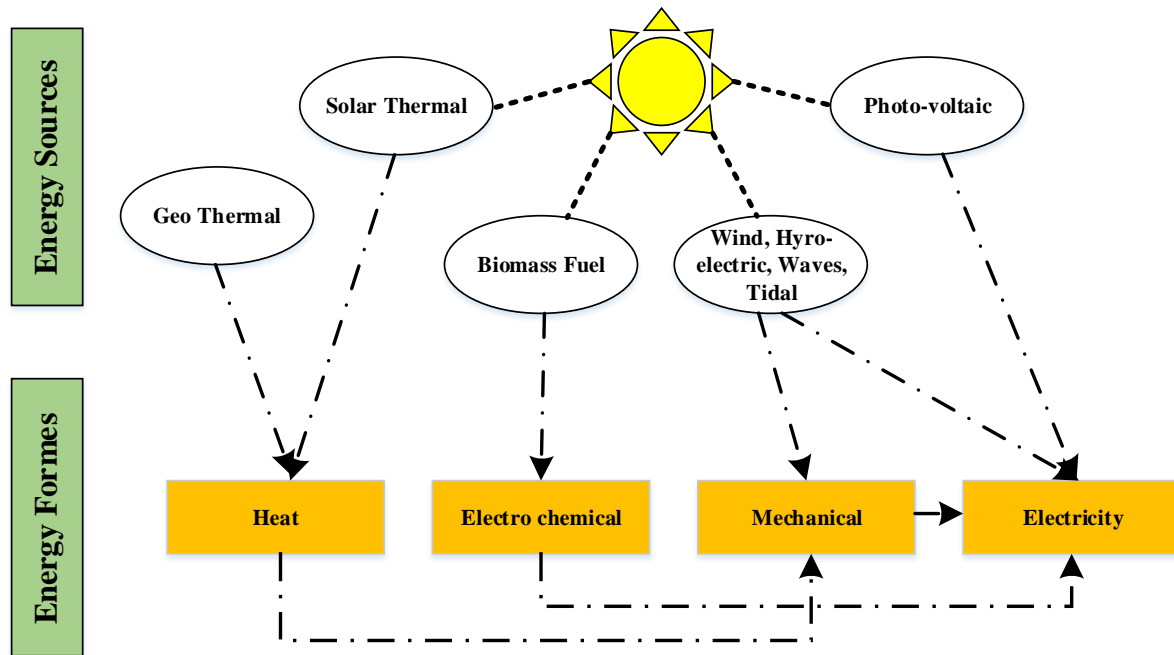 Energy Sources
Solar Thermal
Photo-voltaic
Geo Thermal
Biomass Fuel
Wind, Hyro-
electric, Waves,
Tidal
Energy Formes
Heat
Electro chemical
Mechanical
Electricity